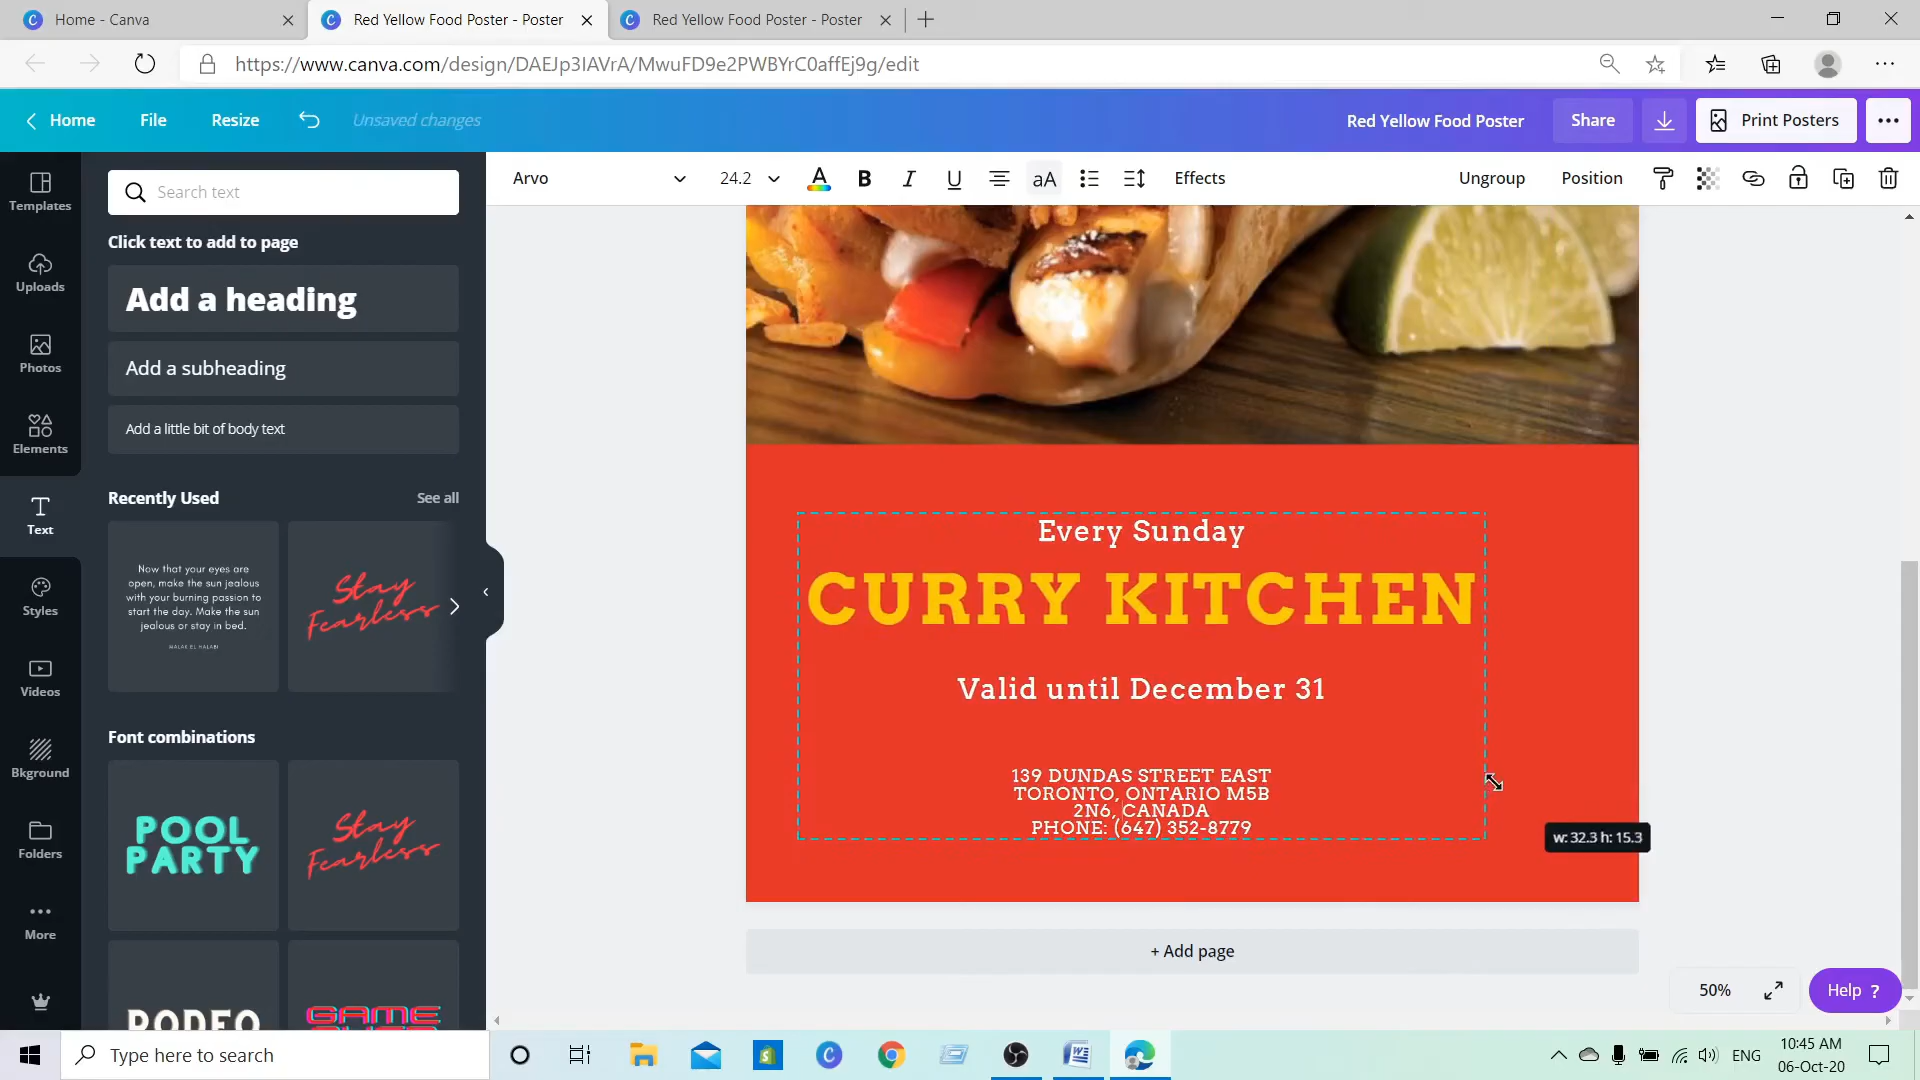 Home - Canva
Red Yellow Food Poster - Poster
Red Yellow Food Poster - Poster
https://www.canva.com/design/DAEJp3IAVrA/MwuFD9e2PWBYrC0affEj9g/edit
Home
File
Resize
Unsaved changes
Red Yellow Food Poster
Share
Print Posters
Templates
Uploads
Photos
Elements
Text
Styles
Videos
Bkground
Folders
More
Search text
Click text to add to page
Add a heading
Add a subheading
Add a little bit of body text
Recently Used
See all
Now that your eyes are
open, make the sun jealous
with your burning passion to
start the day. Make the sun
jealous or stay in bed.
MALAK EL HALABI
Stay
Fearless
Font combinations
POOL
PARTY
Stay
Fearless
RODEO
GAME
Arvo
24.2
B
I
U
aA
Effects
Ungroup
Position
Every Sunday
CURRY KITCHEN
Valid until December 31
139 DUNDAS STREET EAST
TORONTO, ONTARIO M5B
2N6, CANADA
PHONE: (647) 352-8779
w: 32.3 h: 15.3
+ Add page
50%
Help ?
Type here to search
ENG
10:45 AM
06-Oct-20